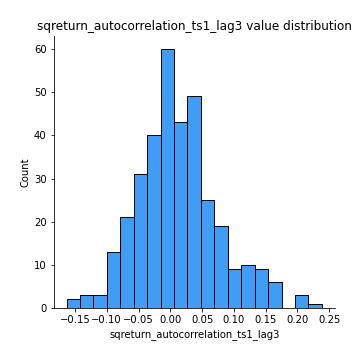 sqreturn_autocorrelation_ts1_lag3 value distribution
60
50
40
30
20
10
0
Count
−0.15 −0.10 −0.05 0.00 0.05 0.10 0.15 0.20 0.25
sqreturn_autocorrelation_ts1_lag3